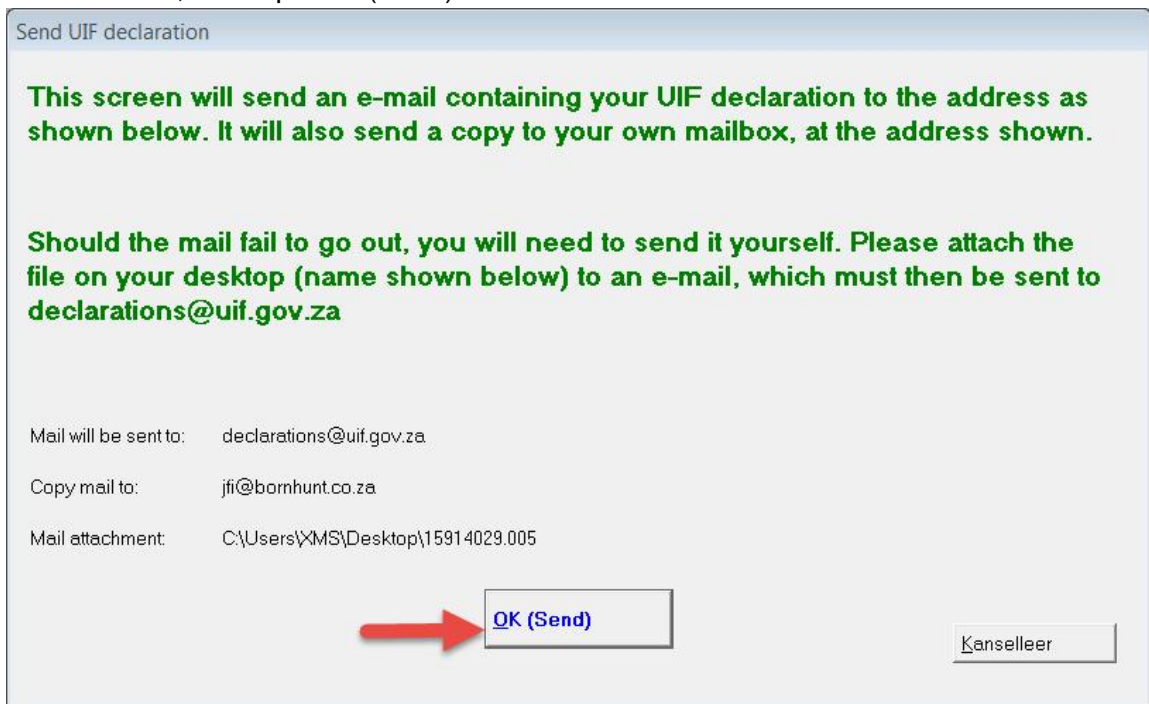 Send UIF declaration
This screen will send an e-mail containing your UIF declaration to the address as
shown below. It will also send a copy to your own mailbox, at the address shown.
Should the mail fail to go out, you will need to send it yourself. Please attach the
file on your desktop (name shown below) to an e-mail, which must then be sent to
declarations@uif.gov.za
Mail will be sent to: declarations@uif.gov.za
Copy mail to: jfi@bornhunt.co.za
Mail attachment: C:\Users\XMS\Desktop\15914029.005
OK (Send)
Kanselleer